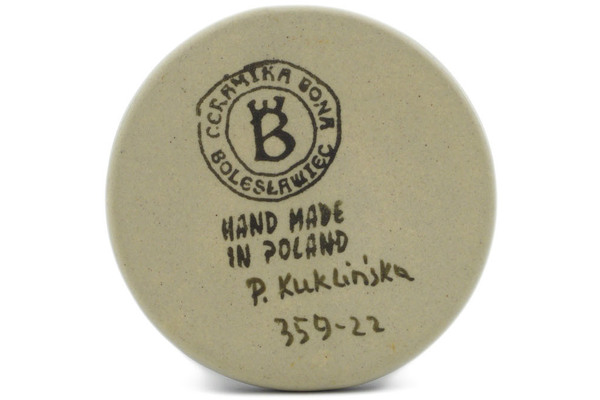 CERAMIKA BONA
B
BOLESŁAWIEC
HAND MADE
IN POLAND
P. Kuklińska
359-22